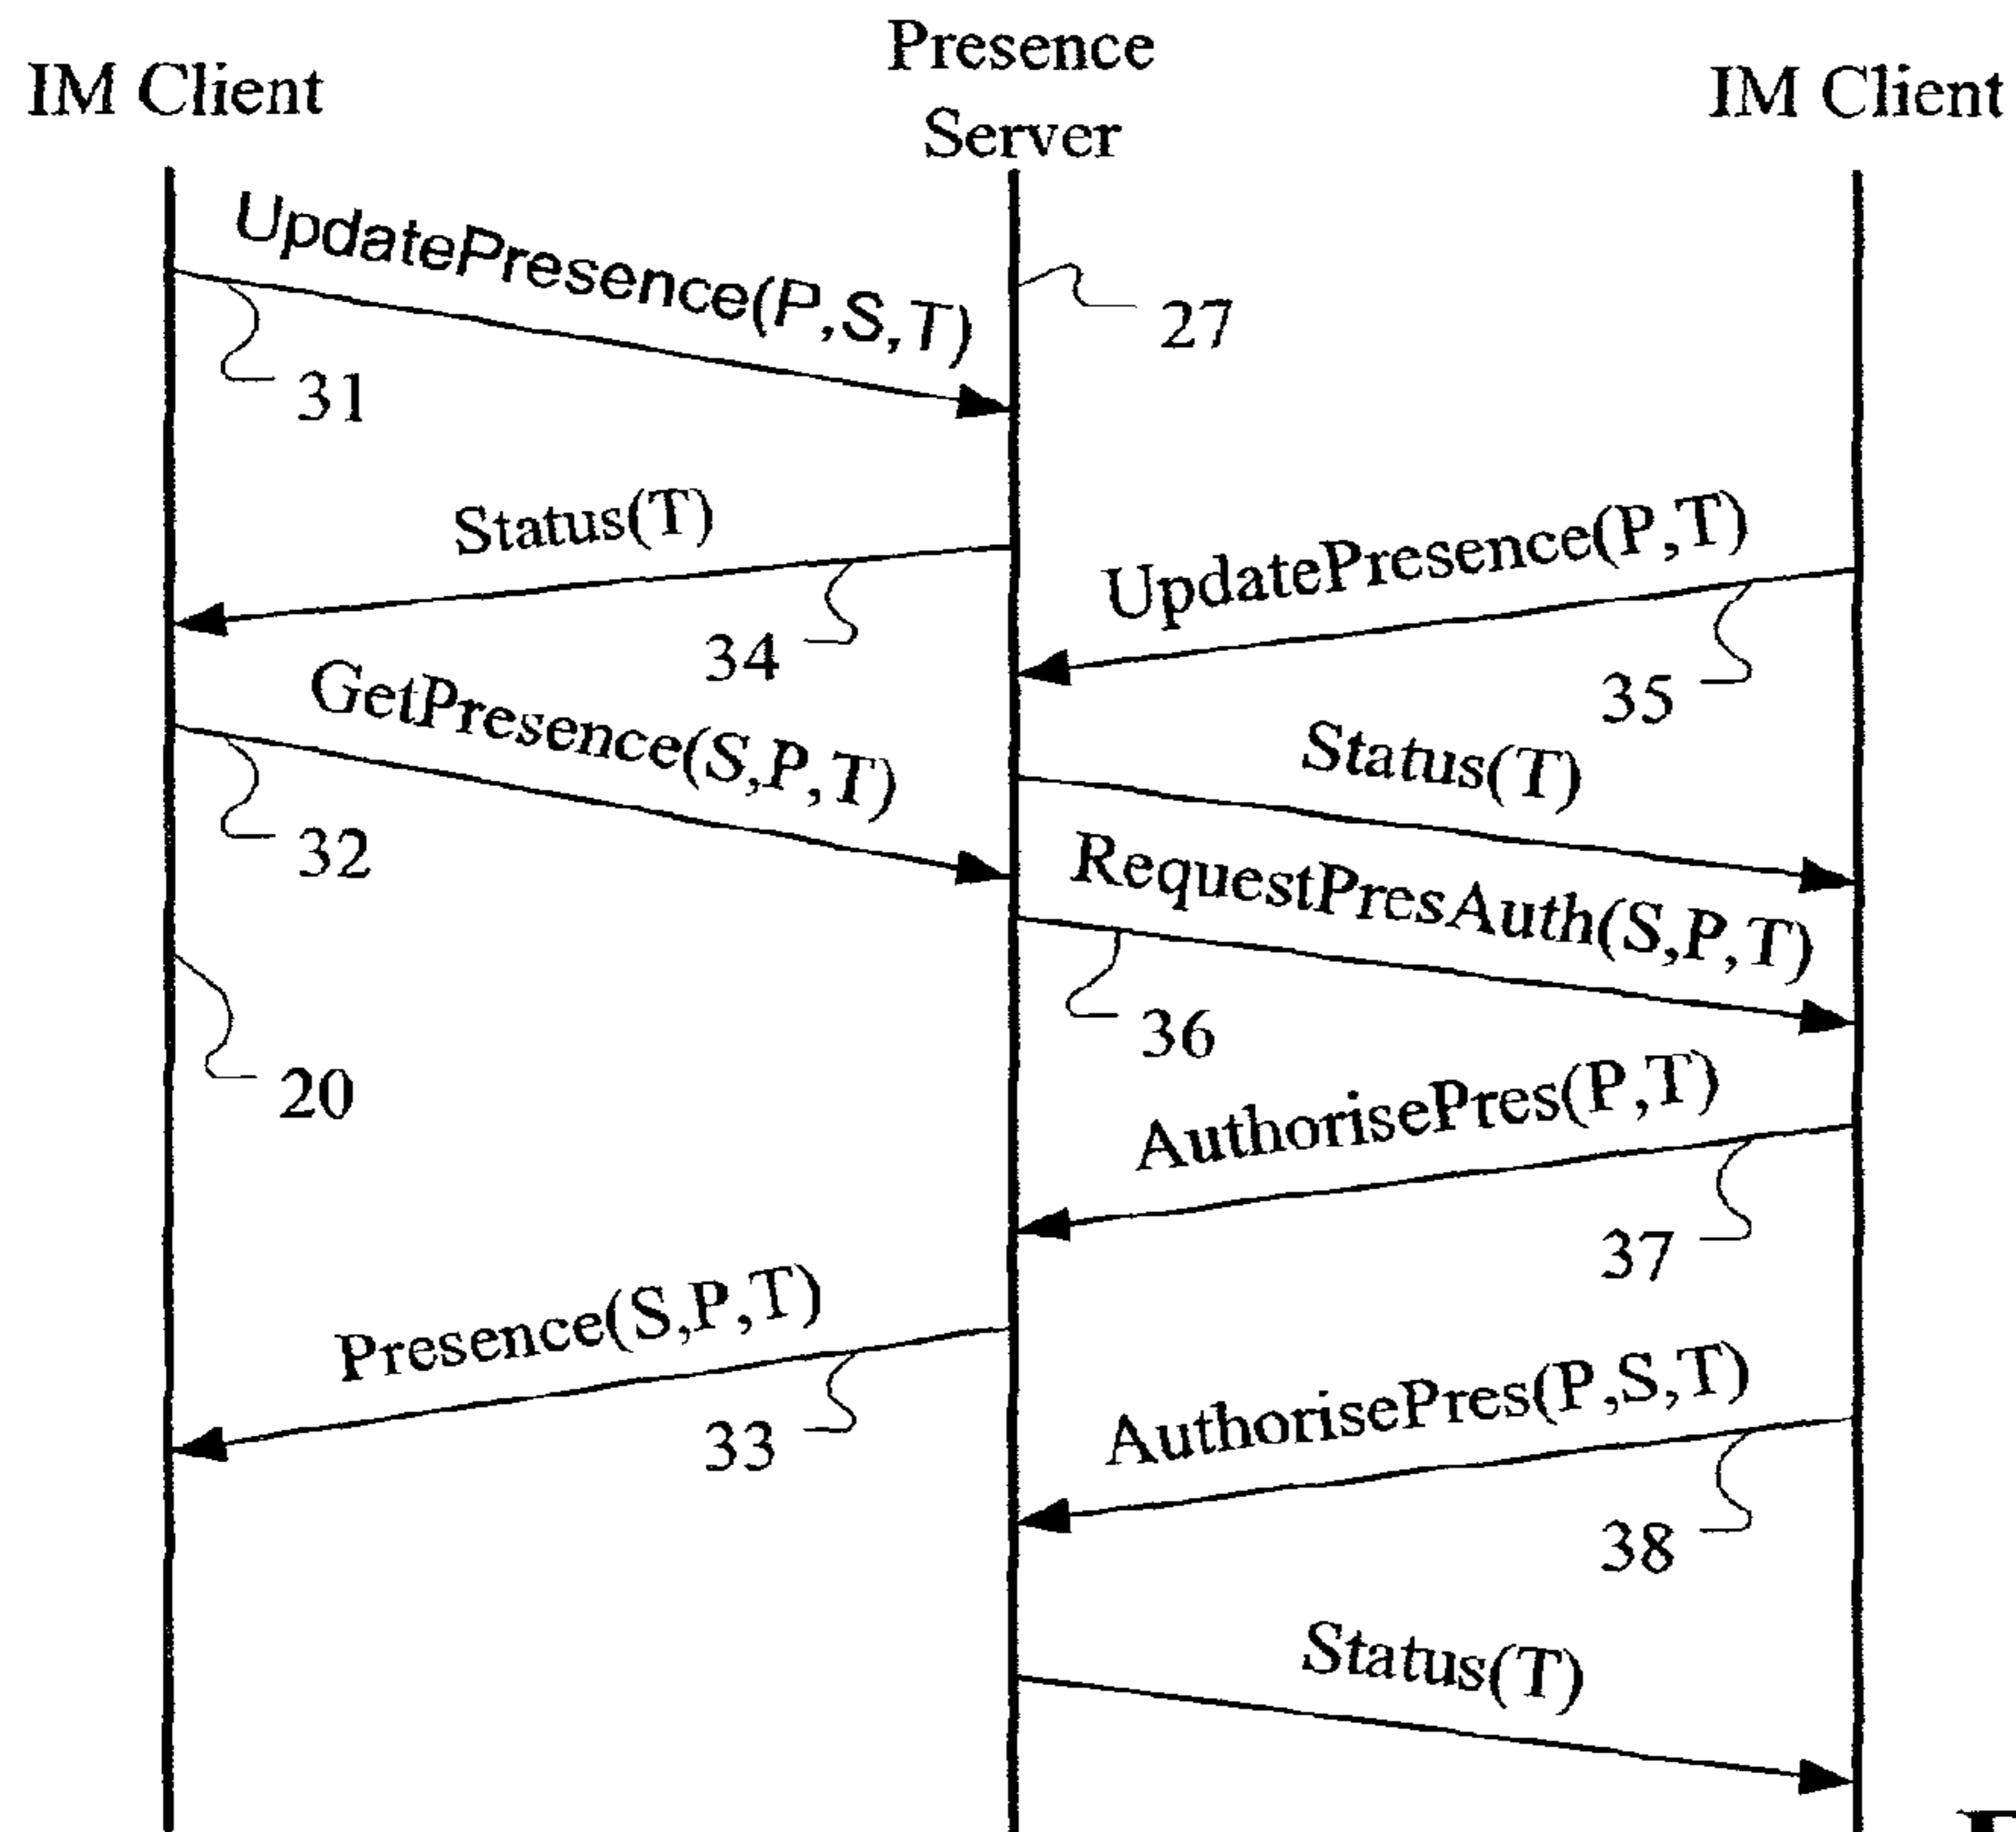 IM Client
Presence
Server
IM Client
UpdatePresence(P,S,T)
27
31
Status(T)
UpdatePresence(P,T)
34
35
GetPresence(S,P,T)
Status(T)
32
RequestPresAuth(S,P,T)
36
20
AuthorisePres(P,T)
37
Presence(S,P,T)
33
AuthorisePres(P,S,T)
38
Status(T)